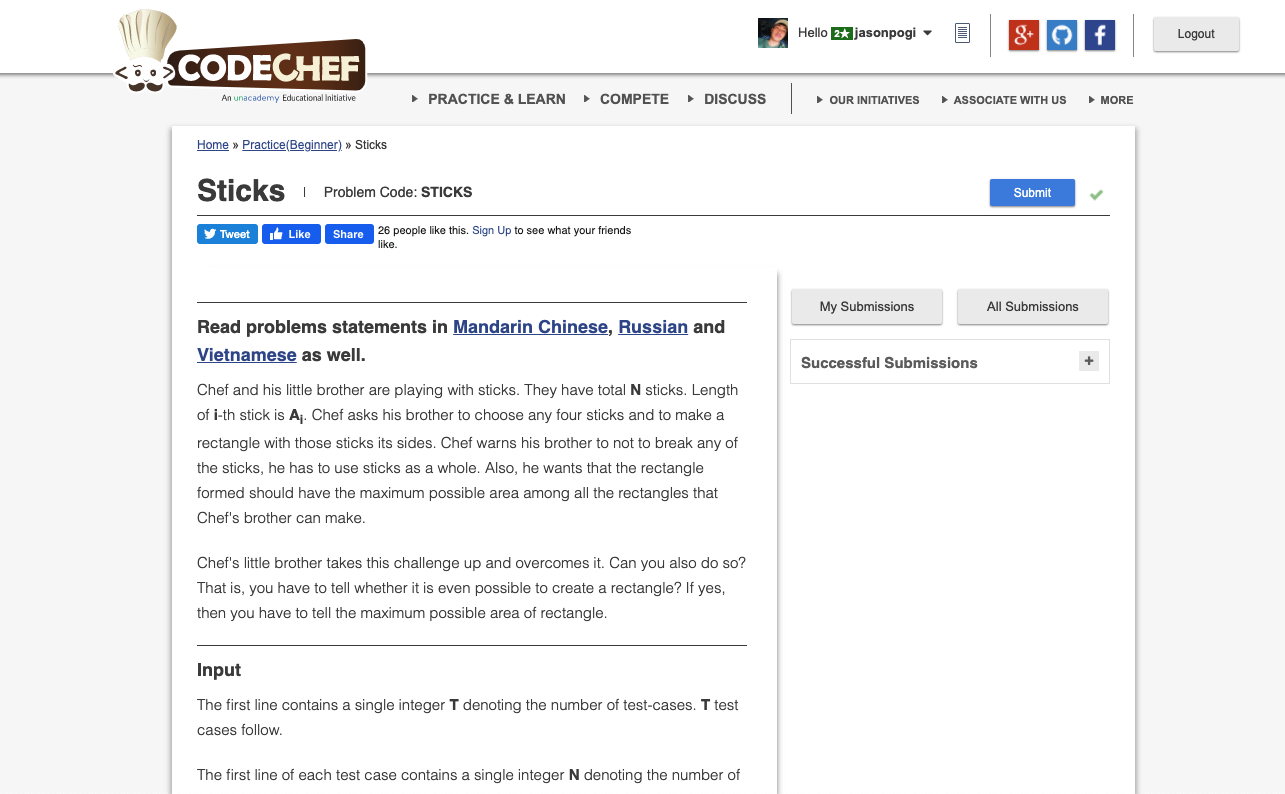 Hello 2★ jasonpogi
Logout
CODECHEF
An unacademy Educational Initiative
PRACTICE & LEARN
COMPETE
DISCUSS
OUR INITIATIVES
ASSOCIATE WITH US
MORE
Home » Practice(Beginner) » Sticks
Sticks
Problem Code: STICKS
Submit
Tweet
Like
Share
26 people like this. Sign Up to see what your friends
like.
My Submissions
All Submissions
Successful Submissions
Read problems statements in Mandarin Chinese, Russian and
Vietnamese as well.
Chef and his little brother are playing with sticks. They have total N sticks. Length
of i-th stick is Ai. Chef asks his brother to choose any four sticks and to make a
rectangle with those sticks its sides. Chef warns his brother to not to break any of
the sticks, he has to use sticks as a whole. Also, he wants that the rectangle
formed should have the maximum possible area among all the rectangles that
Chef's brother can make.
Chef's little brother takes this challenge up and overcomes it. Can you also do so?
That is, you have to tell whether it is even possible to create a rectangle? If yes,
then you have to tell the maximum possible area of rectangle.
Input
The first line contains a single integer T denoting the number of test-cases. T test
cases follow.
The first line of each test case contains a single integer N denoting the number of